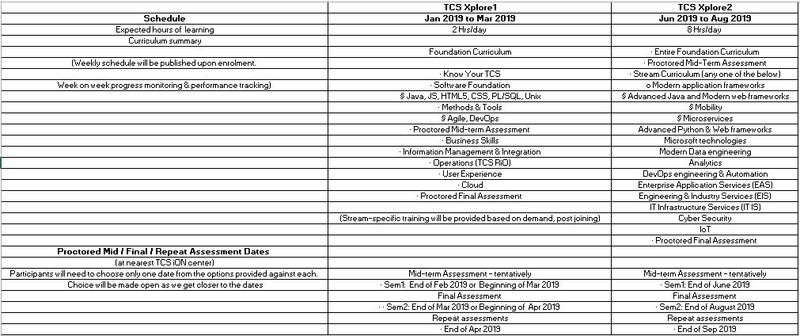 TCS Xplore1 TCS Xplore2
Schedule Jan 2019 to Mar 2019 Jun 2019 to Aug 2019
Expected hours of learning 2 Hrs/day 8 Hrs/day
Curriculum summary
Foundation Curriculum · Entire Foundation Curriculum
(Weekly schedule will be published upon enrolment. · Proctored Mid-Term Assessment
· Know Your TCS · Stream Curriculum (any one of the below)
Week on week progress monitoring & performance tracking) · Software Foundation o Modern application frameworks
§ Java, JS, HTML5, CSS, PL/SQL, Unix § Advanced Java and Modern web frameworks
· Methods & Tools § Mobility
§ Agile, DevOps § Microservices
· Proctored Mid-term Assessment Advanced Python & Web frameworks
· Business Skills Microsoft technologies
· Information Management & Integration Modern Data engineering
· Operations (TCS RiO) Analytics
· User Experience DevOps engineering & Automation
· Cloud Enterprise Application Services (EAS)
· Proctored Final Assessment Engineering & Industry Services (EIS)
IT Infrastructure Services (IT IS)
(Stream-specific training will be provided based on demand, post joining) Cyber Security
IoT
· Proctored Final Assessment
Proctored Mid / Final / Repeat Assessment Dates
(at nearest TCS iON center)
Participants will need to choose only one date from the options provided against each. Mid-term Assessment - tentatively Mid-term Assessment - tentatively
Choice will be made open as we get closer to the dates · Sem1: End of Feb 2019 or Beginning of Mar 2019 · Sem1: End of June 2019
Final Assessment Final Assessment
· · Sem2: End of Mar 2019 or Beginning of Apr 2019 · Sem2: End of August 2019
Repeat assessments Repeat assessments
· End of Apr 2019 · End of Sep 2019